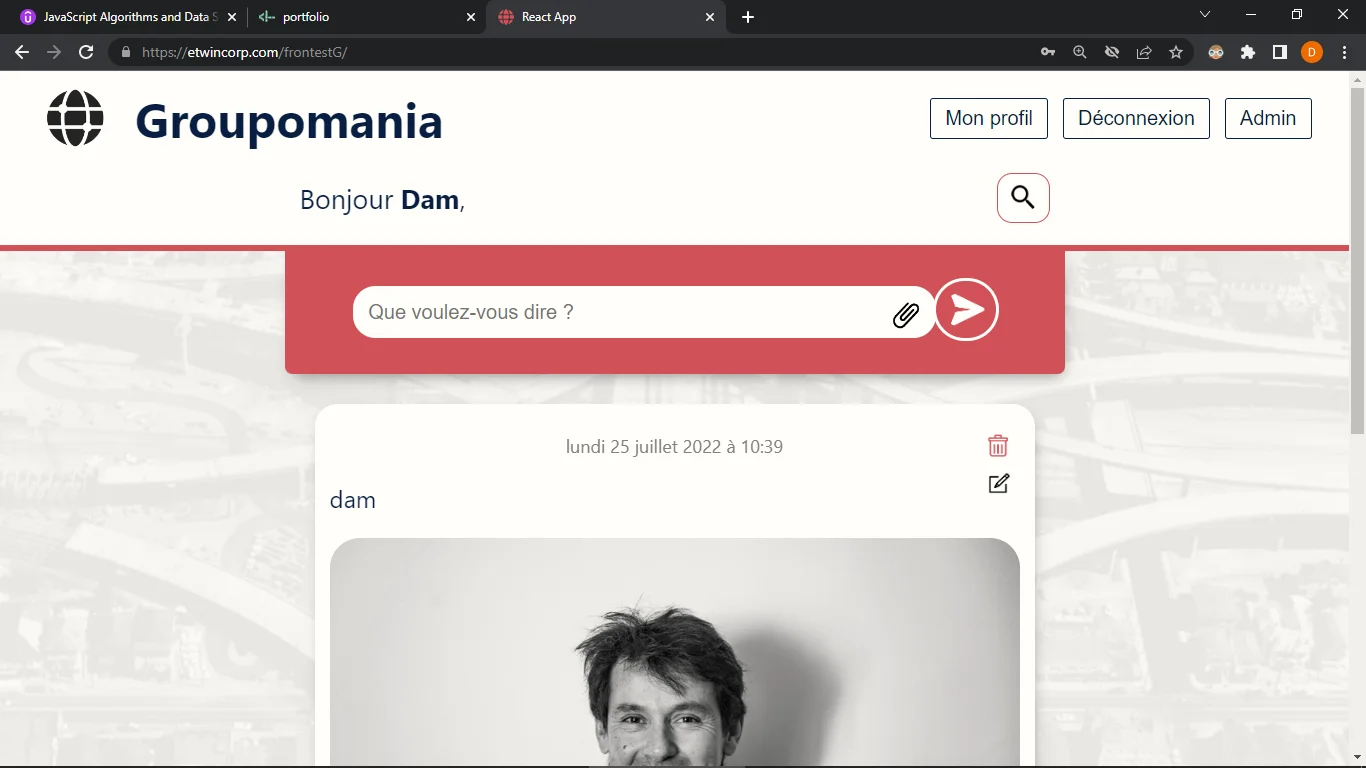 JavaScript Algorithms and Data S
portfolio
React App
https://etwincorp.com/frontestG/
D
Groupomania
Mon profil
Déconnexion
Admin
Bonjour Dam,
Que voulez-vous dire ?
lundi 25 juillet 2022 à 10:39
dam